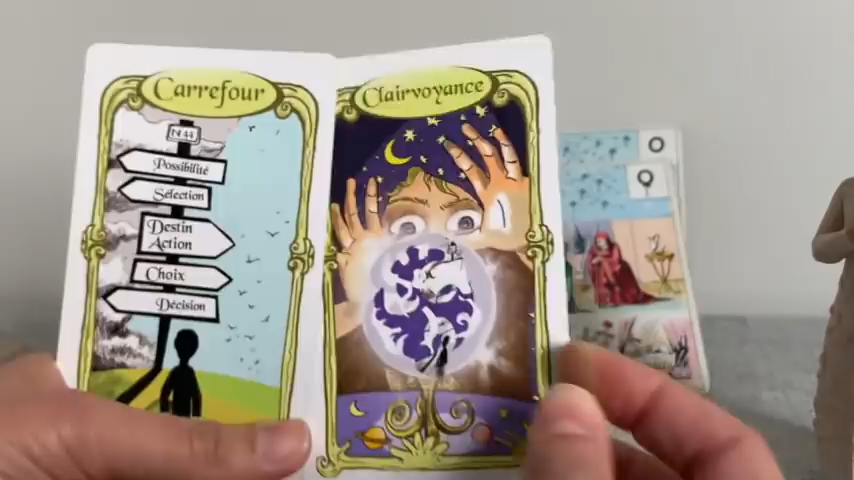 Carrefour
N 44
Possibilité
Sélection
Destin
Action
Choix
Décision
Clairvoyance